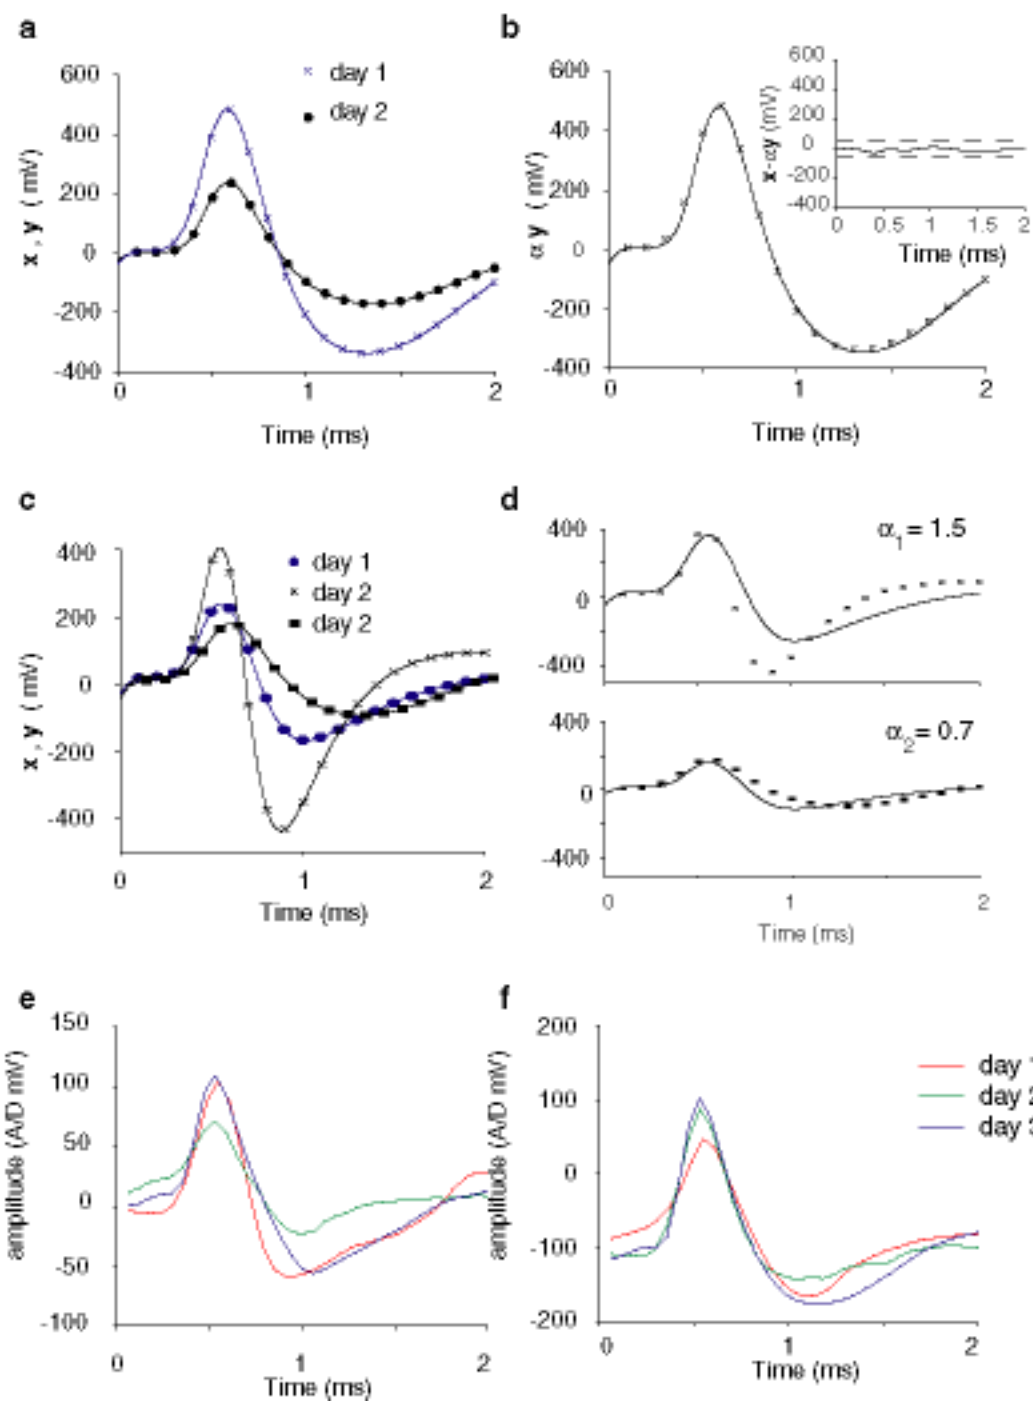 a
x , y ( mV)
600
400
200
0
-200
-400
0
1
2
Time (ms)
day 1
day 2
b
α y ( mV)
600
400
200
0
-200
-400
0
1
2
Time (ms)
x-αy (mV)
600
400
200
0
-200
-400
0
0.5
1
1.5
2
Time (ms)
c
x , y ( mV)
400
200
0
-200
-400
0
1
2
Time (ms)
day 1
day 2
day 2
d
400
0
-400
α1 = 1.5
400
0
-400
α2 = 0.7
0
1
2
Time (ms)
e
amplitude (A/D mV)
150
100
50
0
-50
-100
0
1
2
Time (ms)
f
amplitude (A/D mV)
200
100
0
-100
-200
0
1
2
Time (ms)
day 1
day 2
day 3